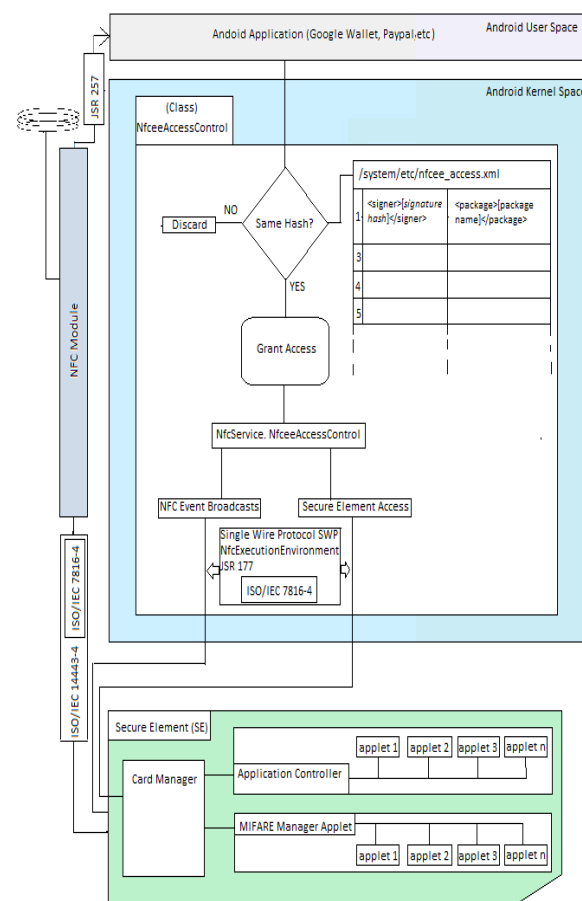 Andoid Application (Google Wallet, Paypal,etc)
Android User Space
JSR 257
Android Kernel Space
(Class)
NfceeAccessControl
/system/etc/nfcee_access.xml
1
<signer>[signature
hash]</signer>
<package>[package
name]</package>
3
4
5
NO
Same Hash?
Discard
YES
Grant Access
NfcService. NfceeAccessControl
NFC Event Broadcasts
Secure Element Access
Single Wire Protocol SWP
NfcExecutionEnvironment
JSR 177
ISO/IEC 7816-4
NFC Module
ISO/IEC 7816-4
ISO/IEC 14443-4
Secure Element (SE)
Card Manager
applet 1
applet 2
applet 3
applet n
Application Controller
MIFARE Manager Applet
applet 1
applet 2
applet 3
applet n